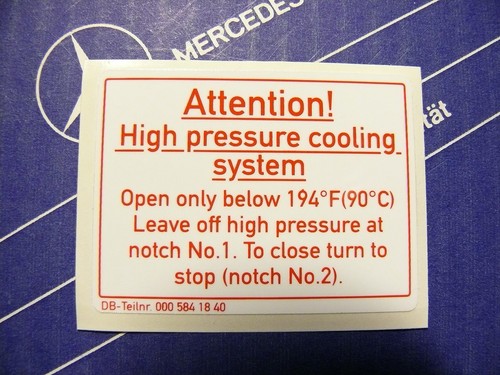 MERCEDES
Attention!
High pressure cooling
system
Open only below 194°F(90°C)
Leave off high pressure at
notch No.1. To close turn to
stop (notch No.2).
DB-Teilnr. 000 584 18 40